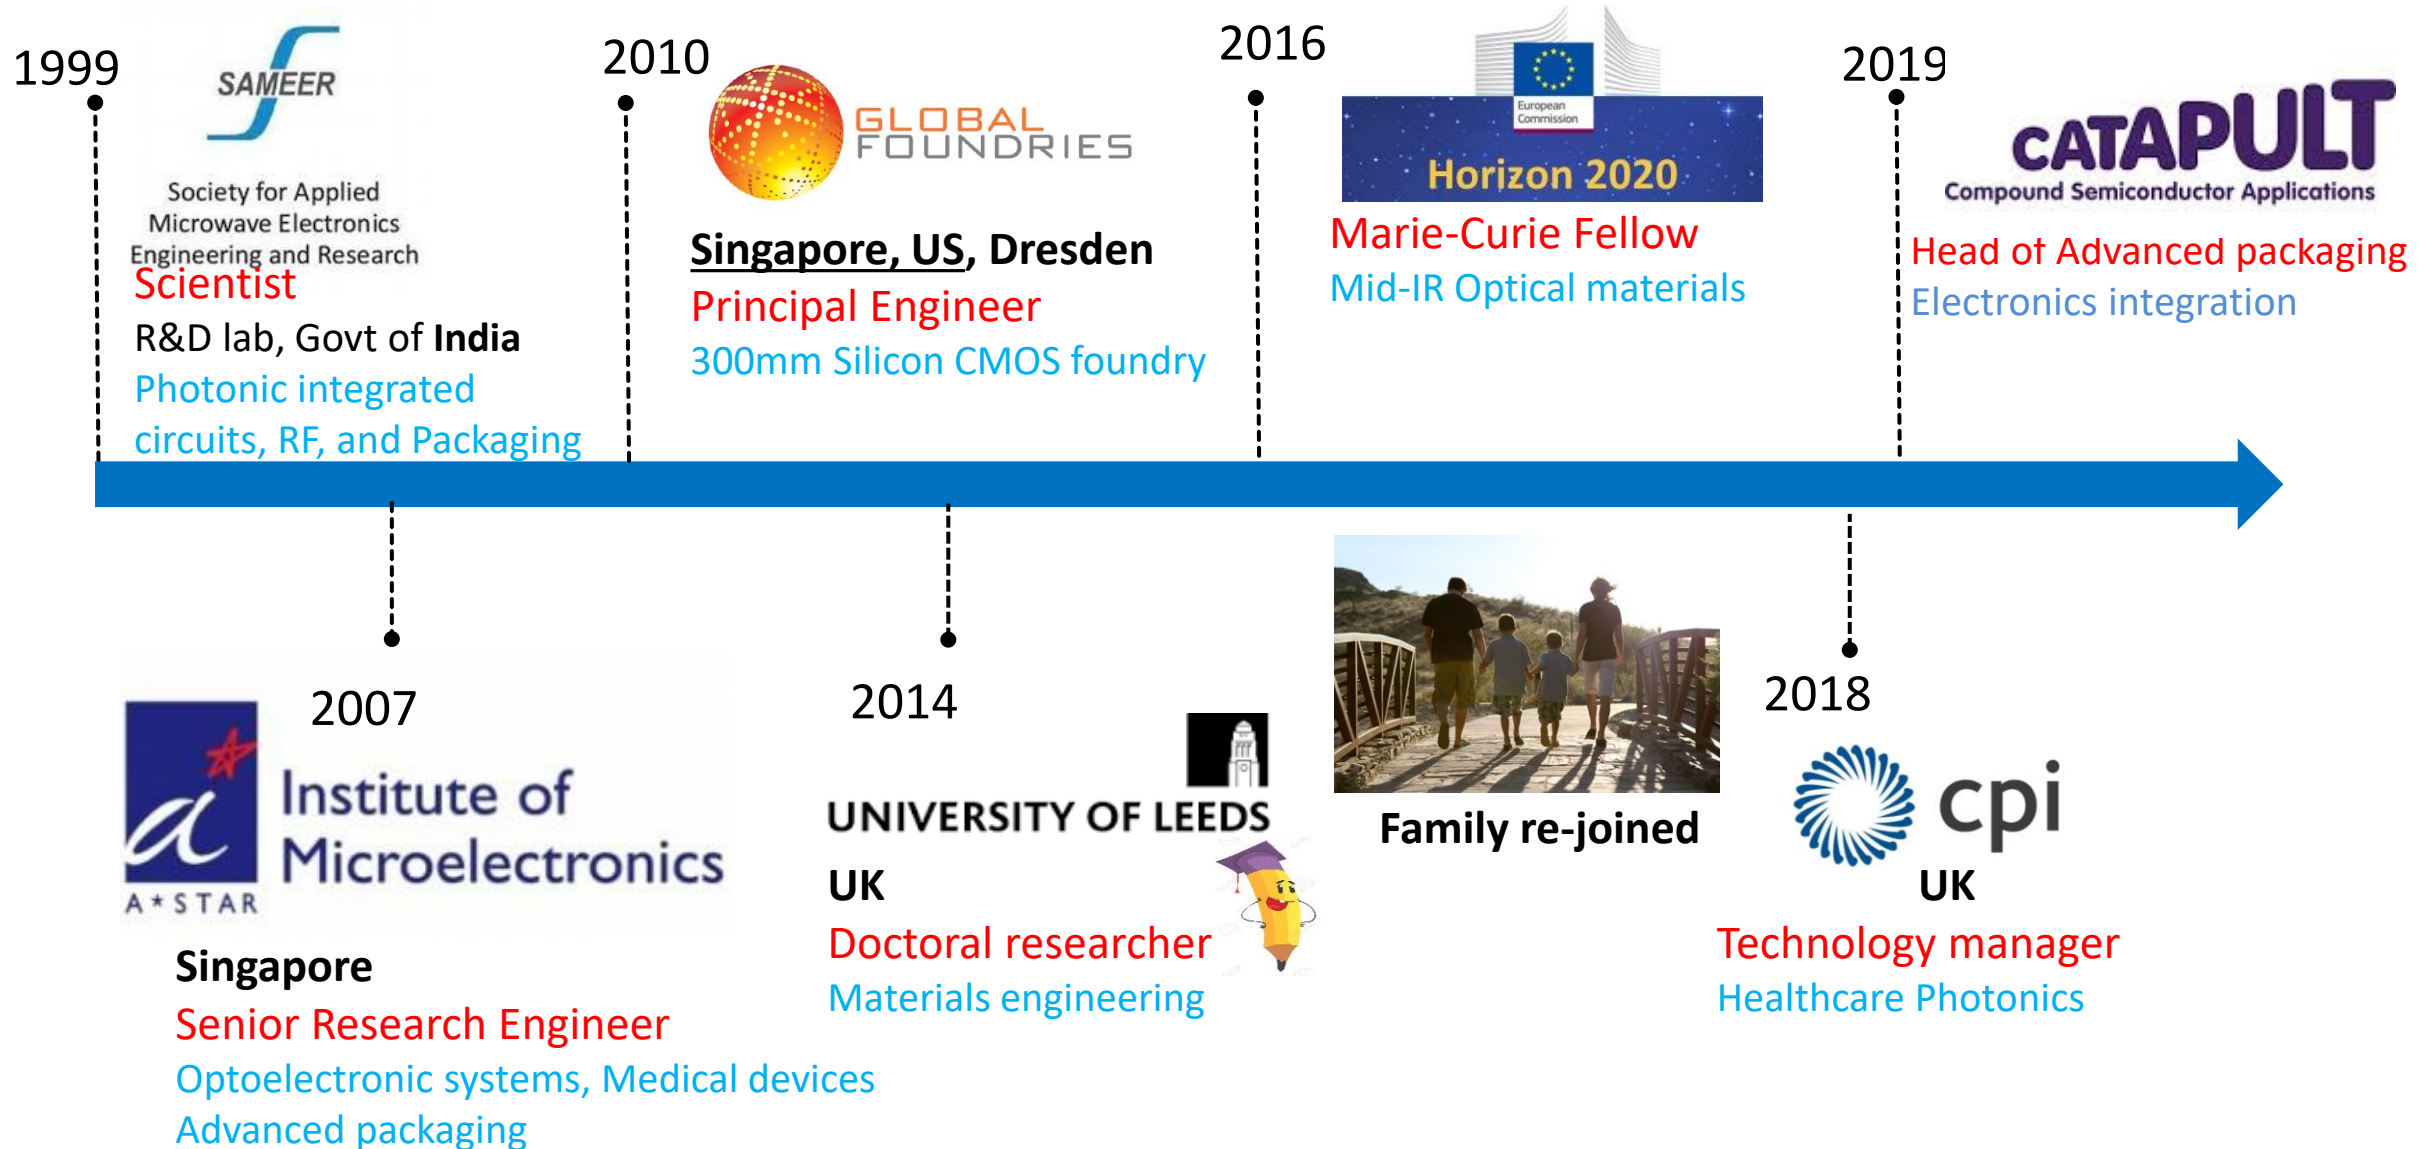 1999
SAMEER
Society for Applied
Microwave Electronics
Engineering and Research
Scientist
R&D lab, Govt of India
Photonic integrated
circuits, RF, and Packaging
2010
GLOBAL
FOUNDRIES
Singapore, US, Dresden
Principal Engineer
300mm Silicon CMOS foundry
2016
European
Commission
Horizon 2020
Marie-Curie Fellow
Mid-IR Optical materials
2019
CATAPULT
Compound Semiconductor Applications
Head of Advanced packaging
Electronics integration
2007
a
A*STAR
Institute of
Microelectronics
Singapore
Senior Research Engineer
Optoelectronic systems, Medical devices
Advanced packaging
2014
UNIVERSITY OF LEEDS
UK
Doctoral researcher
Materials engineering
Family re-joined
2018
cpi
UK
Technology manager
Healthcare Photonics